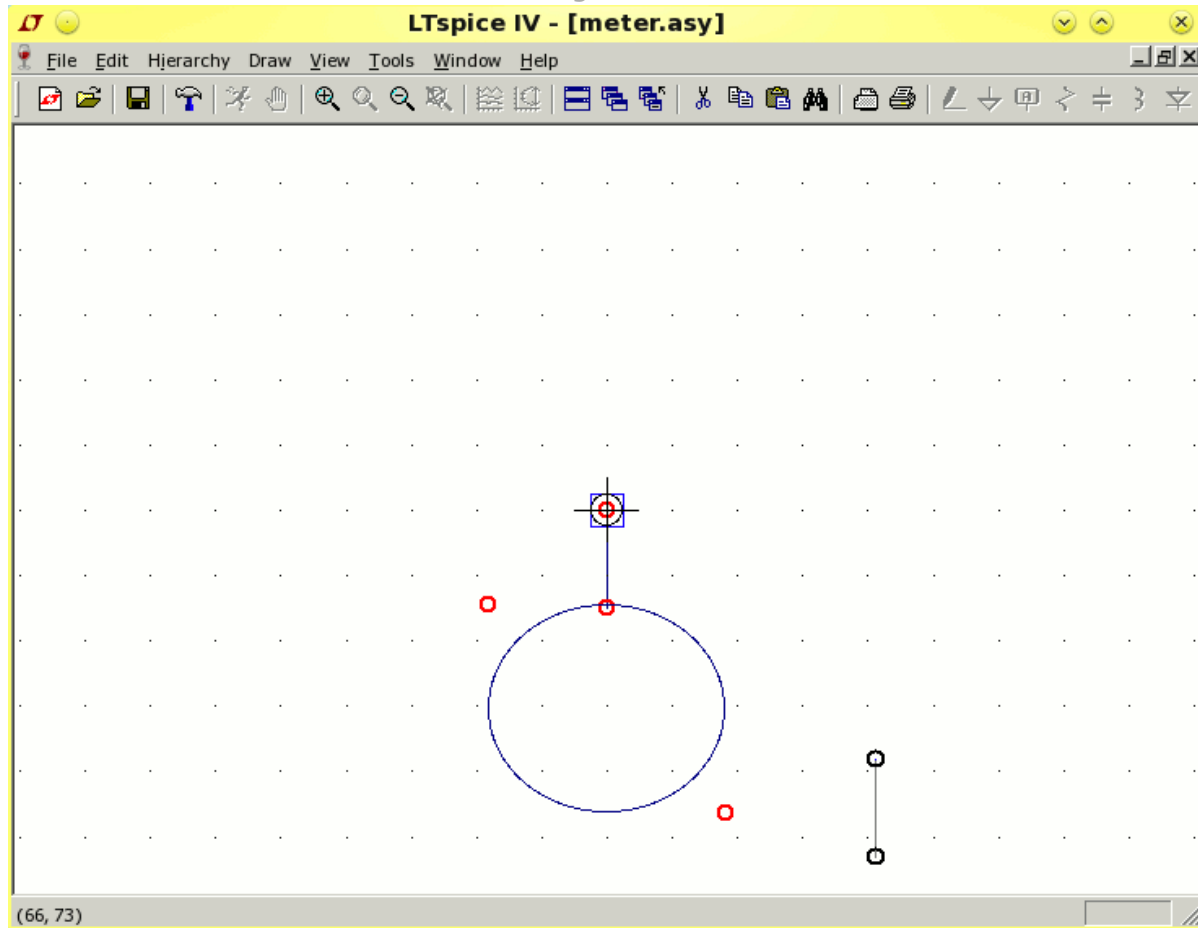 LTspice IV - [meter.asy]
File Edit Hierarchy Draw View Tools Window Help
(66, 73)